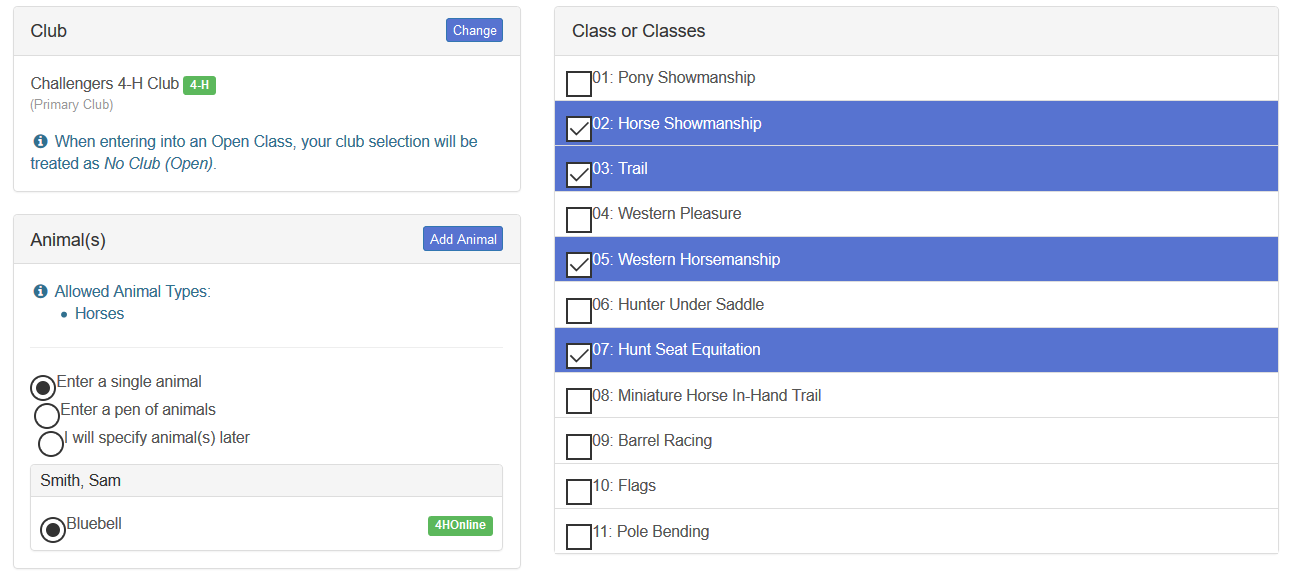 Club
Change
Challengers 4-H Club 4-H
(Primary Club)
When entering into an Open Class, your club selection will be
treated as No Club (Open).
Animal(s)
Add Animal
Allowed Animal Types:
• Horses
Enter a single animal
Enter a pen of animals
I will specify animal(s) later
Smith, Sam
Bluebell
4HOnline
Class or Classes
01: Pony Showmanship
02: Horse Showmanship
03: Trail
04: Western Pleasure
05: Western Horsemanship
06: Hunter Under Saddle
07: Hunt Seat Equitation
08: Miniature Horse In-Hand Trail
09: Barrel Racing
10: Flags
11: Pole Bending